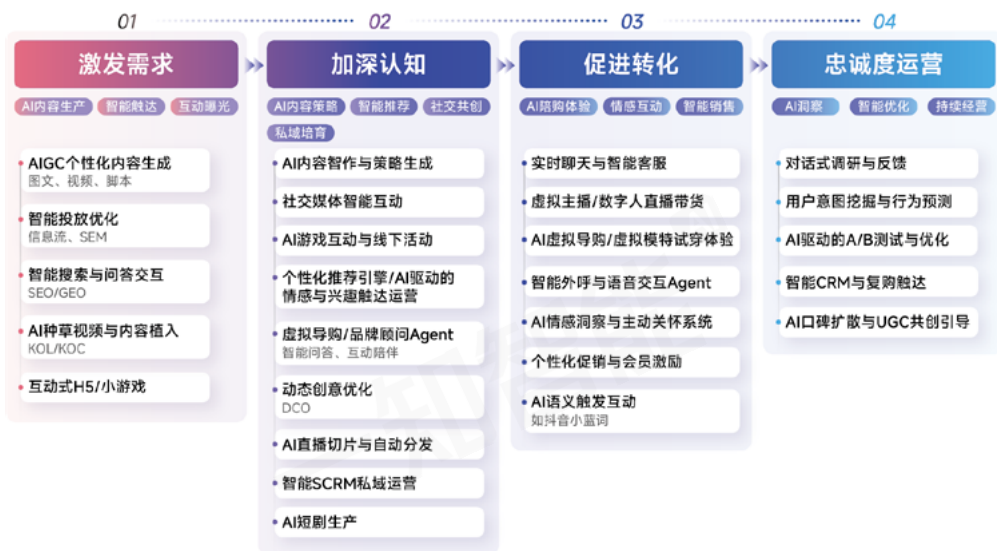 01
02
03
04
激发需求
AI内容生产
智能触达
互动曝光
AIGC个性化内容生成
图文、视频、脚本
智能投放优化
信息流、SEM
智能搜索与问答交互
SEO/GEO
AI种草视频与内容植入
KOL/KOC
互动式H5/小游戏
加深认知
AI内容策略
智能推荐
社交共创
私域培育
AI内容智作与策略生成
社交媒体智能互动
AI游戏互动与线下活动
个性化推荐引擎/AI驱动的
情感与兴趣触达运营
虚拟导购/品牌顾问Agent
智能问答、互动陪伴
动态创意优化
DCO
AI直播切片与自动分发
智能SCRM私域运营
AI短剧生产
促进转化
AI陪购体验
情感互动
智能销售
实时聊天与智能客服
虚拟主播/数字人直播带货
AI虚拟导购/虚拟模特试穿体验
智能外呼与语音交互Agent
AI情感洞察与主动关怀系统
个性化促销与会员激励
AI语义触发互动
如抖音小蓝词
忠诚度运营
AI洞察
智能优化
持续经营
对话式调研与反馈
用户意图挖掘与行为预测
AI驱动的A/B测试与优化
智能CRM与复购触达
AI口碑扩散与UGC共创引导